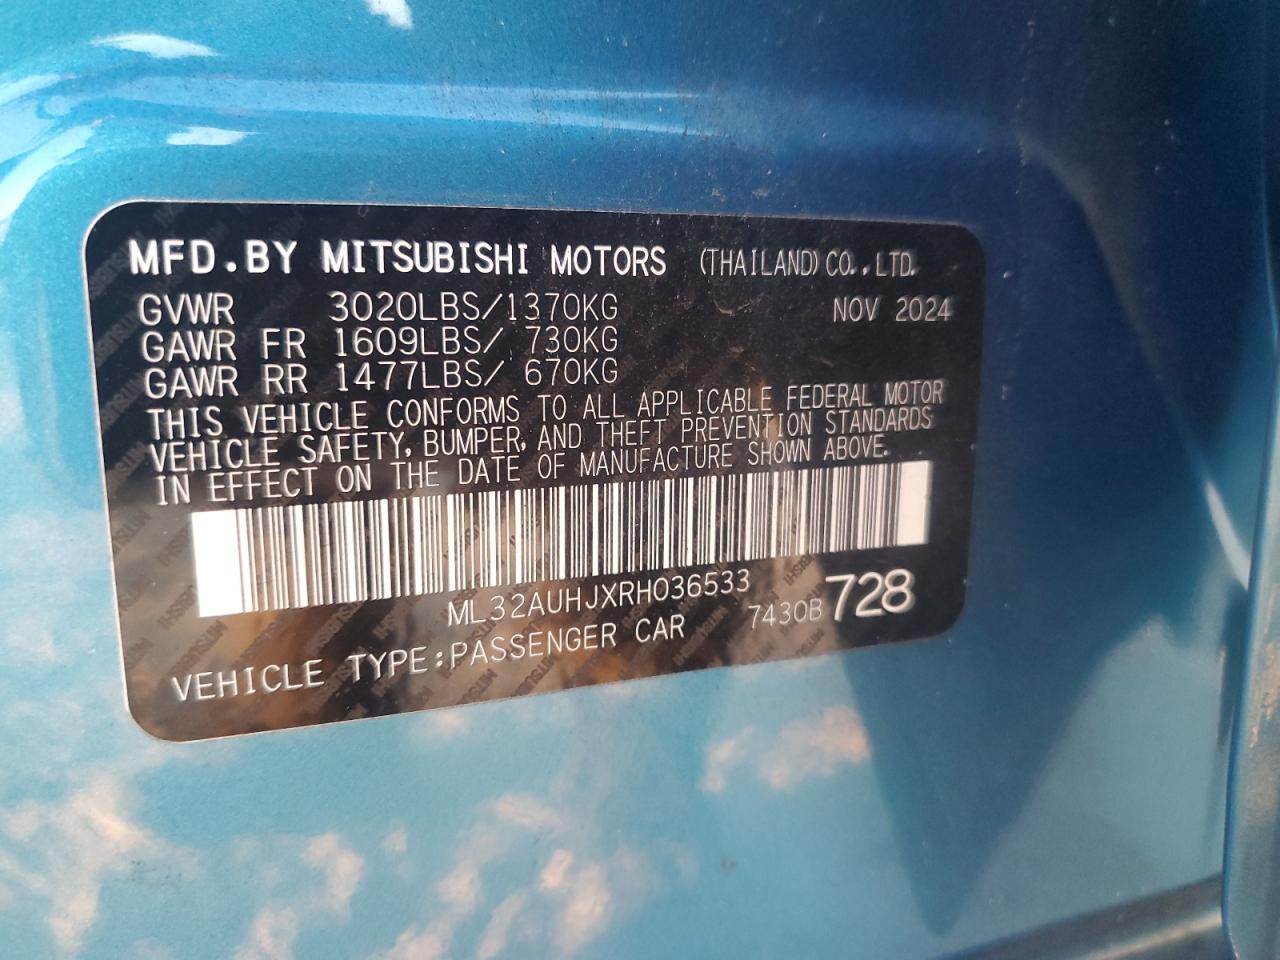 MFD.BY MITSUBISHI MOTORS (THAILAND) CO.,LTD.
GVWR 3020LBS/1370KG NOV 2024
GAWR FR 1609LBS/ 730KG
GAWR RR 1477LBS/ 670KG
THIS VEHICLE CONFORMS TO ALL APPLICABLE FEDERAL MOTOR
VEHICLE SAFETY, BUMPER, AND THEFT PREVENTION STANDARDS
IN EFFECT ON THE DATE OF MANUFACTURE SHOWN ABOVE.
ML32AUHJXRH036533
7430B 728
VEHICLE TYPE:PASSENGER CAR